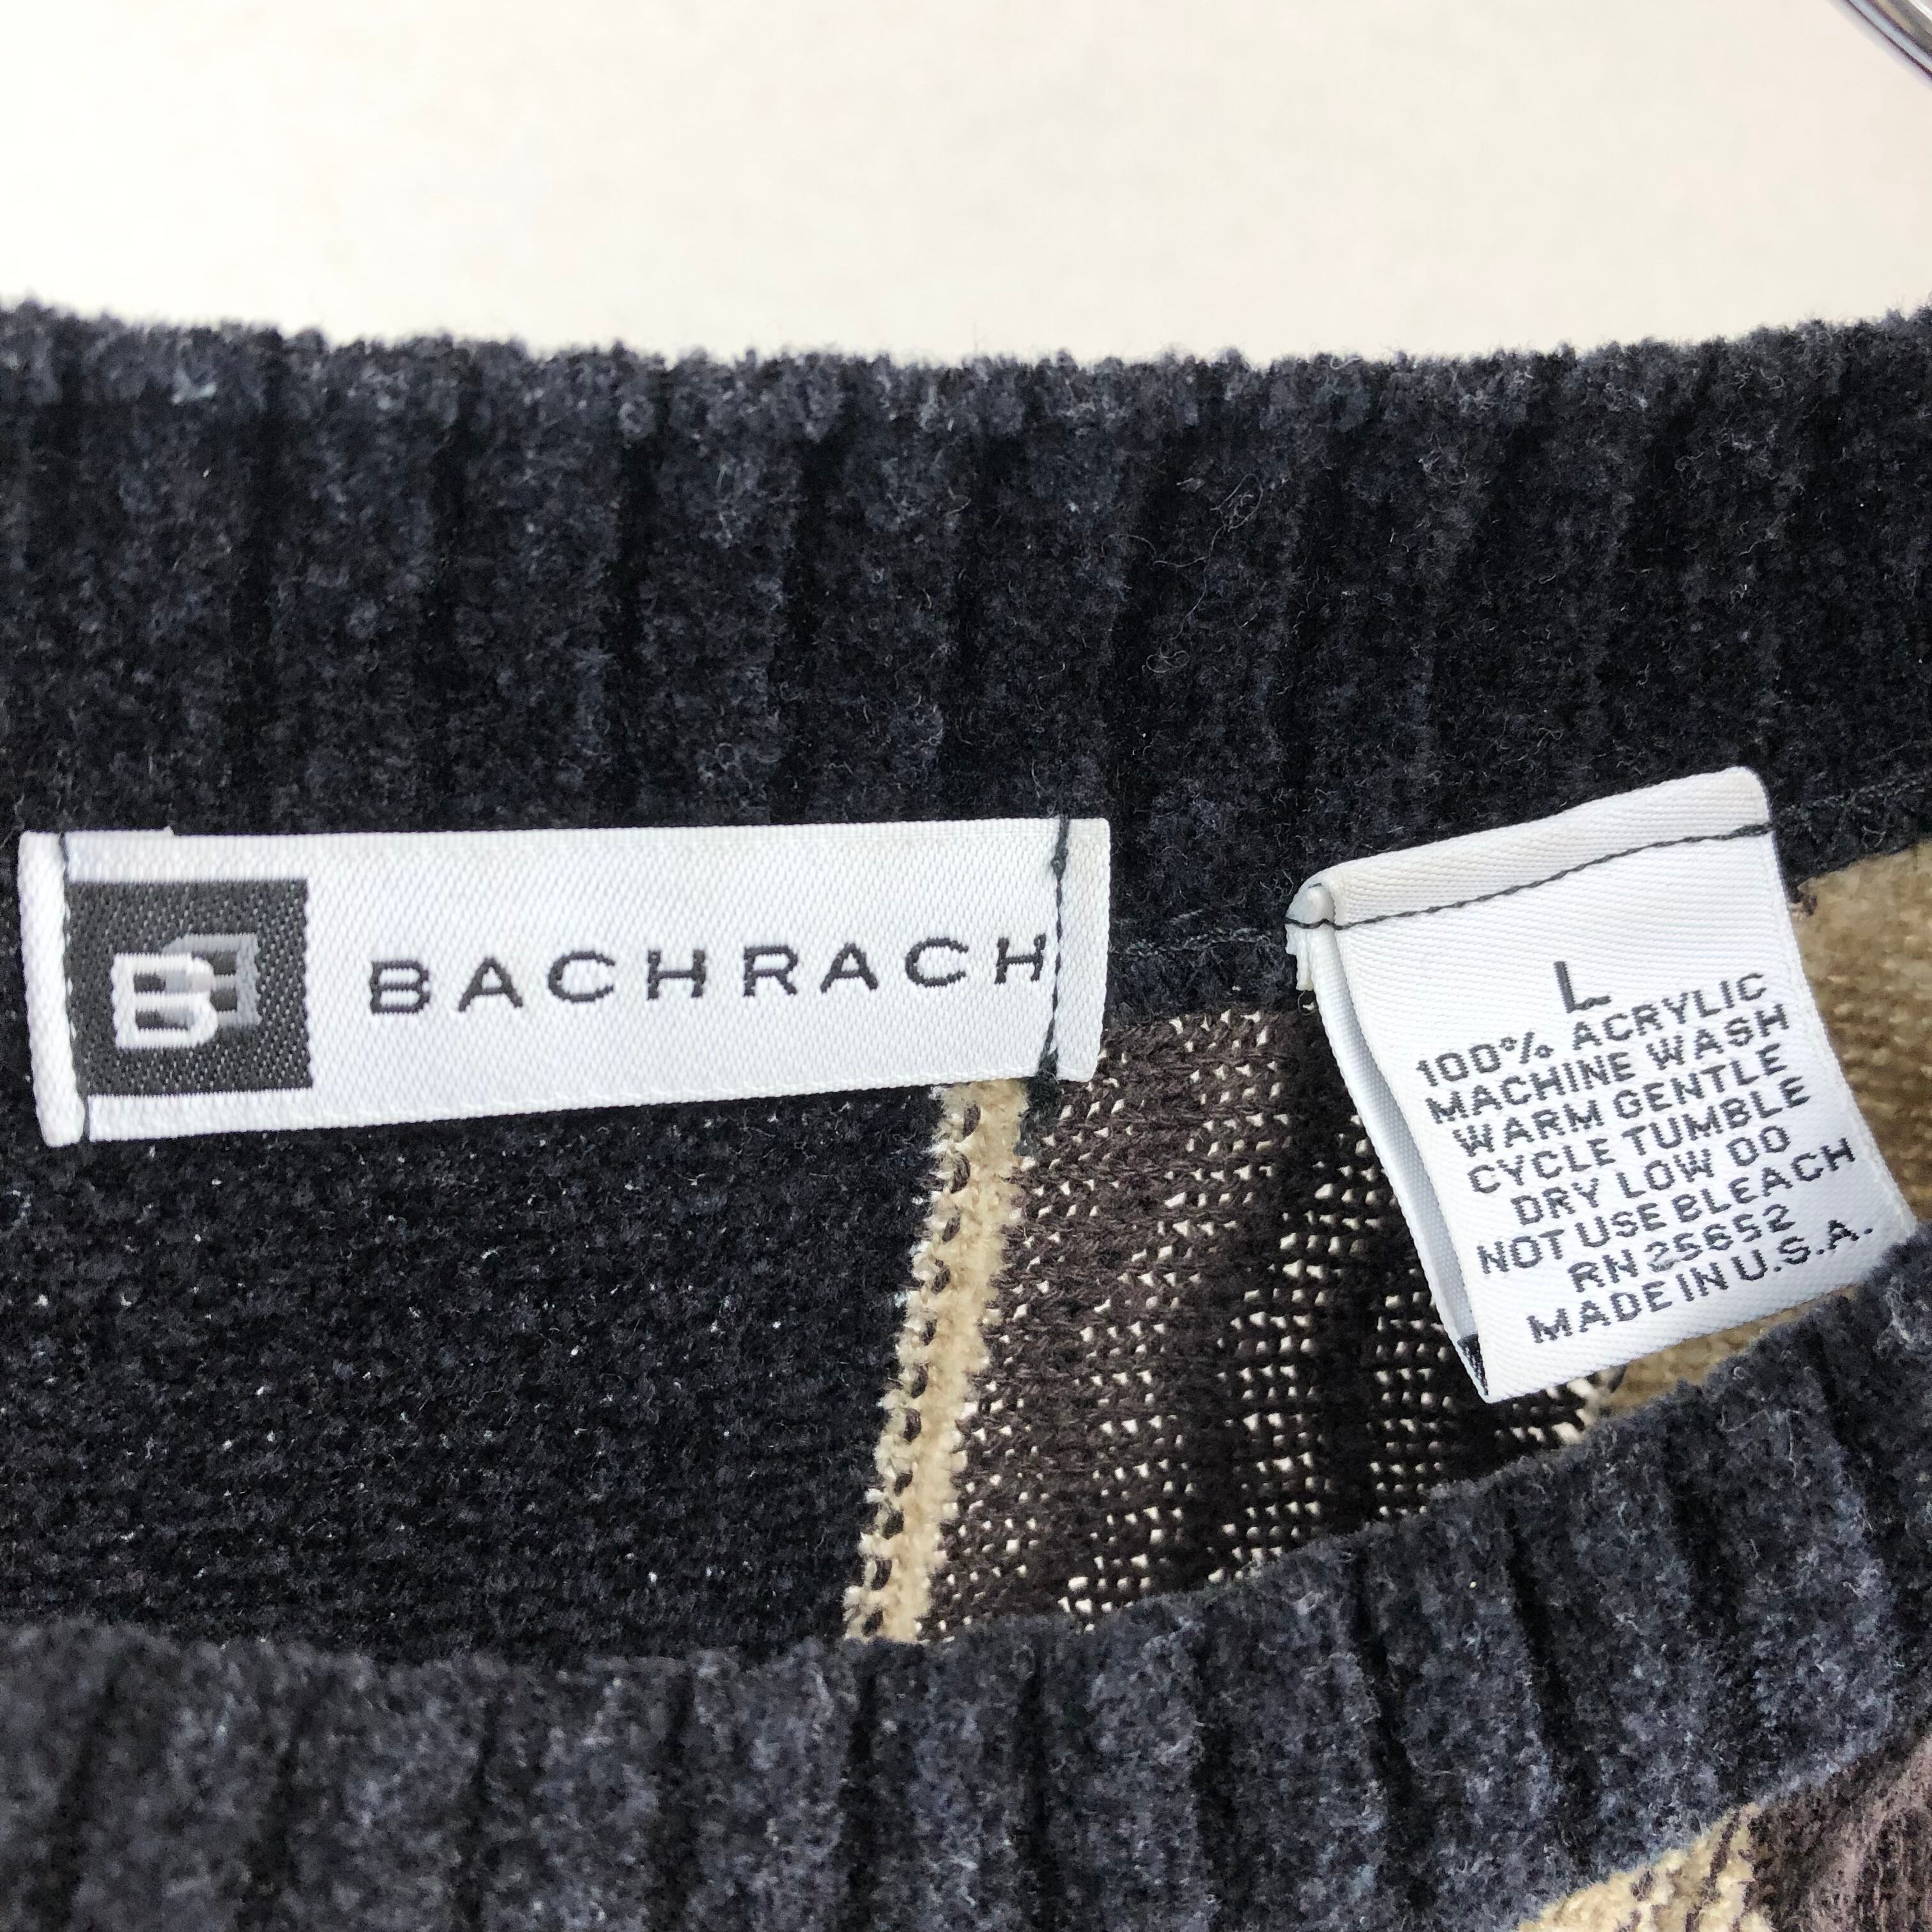 B
BACHRACH
L
100% ACRYLIC
MACHINE WASH
WARM GENTLE
CYCLE TUMBLE
DRY LOW DO
NOT USE BLEACH
RN 25652
MADE IN U.S.A.